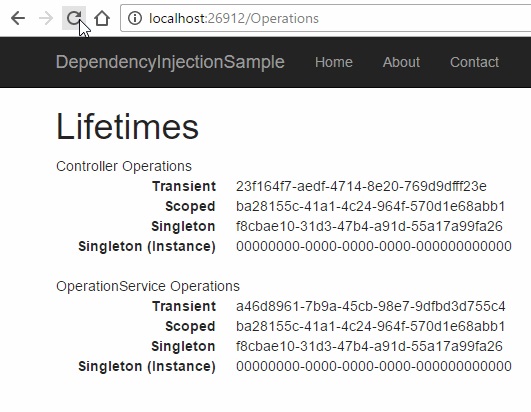 localhost:26912/Operations
DependencyInjectionSample Home About Contact
Lifetimes
Controller Operations
Transient 23f164f7-aedf-4714-8e20-769d9dfff23e
Scoped ba28155c-41a1-4c24-964f-570d1e68abb1
Singleton f8cbae10-31d3-47b4-a91d-55a17a99fa26
Singleton (Instance) 00000000-0000-0000-0000-000000000000
OperationService Operations
Transient a46d8961-7b9a-45cb-98e7-9dfbd3d755c4
Scoped ba28155c-41a1-4c24-964f-570d1e68abb1
Singleton f8cbae10-31d3-47b4-a91d-55a17a99fa26
Singleton (Instance) 00000000-0000-0000-0000-000000000000